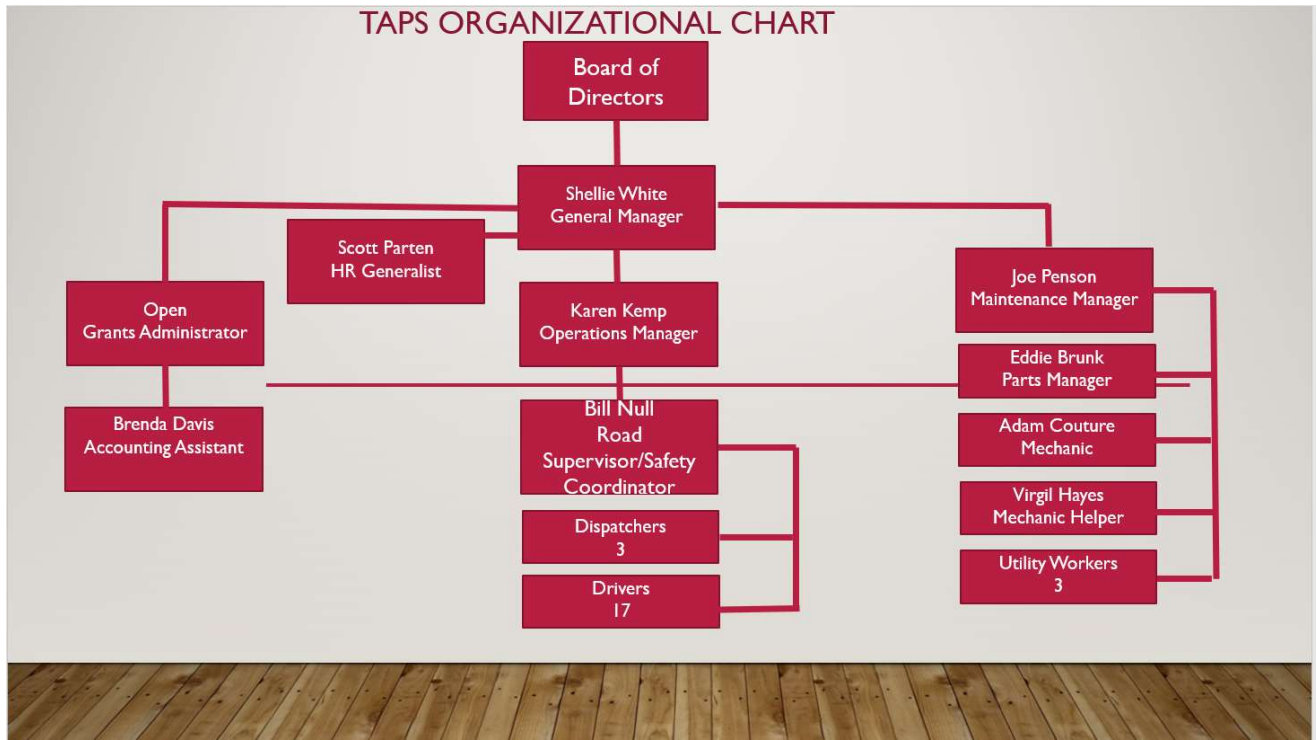 TAPS ORGANIZATIONAL CHART
Board of
Directors
Shellie White
General Manager
Scott Parten
HR Generalist
Open
Grants Administrator
Brenda Davis
Accounting Assistant
Karen Kemp
Operations Manager
Bill Null
Road
Supervisor/Safety
Coordinator
Dispatchers
3
Drivers
17
Joe Penson
Maintenance Manager
Eddie Brunk
Parts Manager
Adam Couture
Mechanic
Virgil Hayes
Mechanic Helper
Utility Workers
3